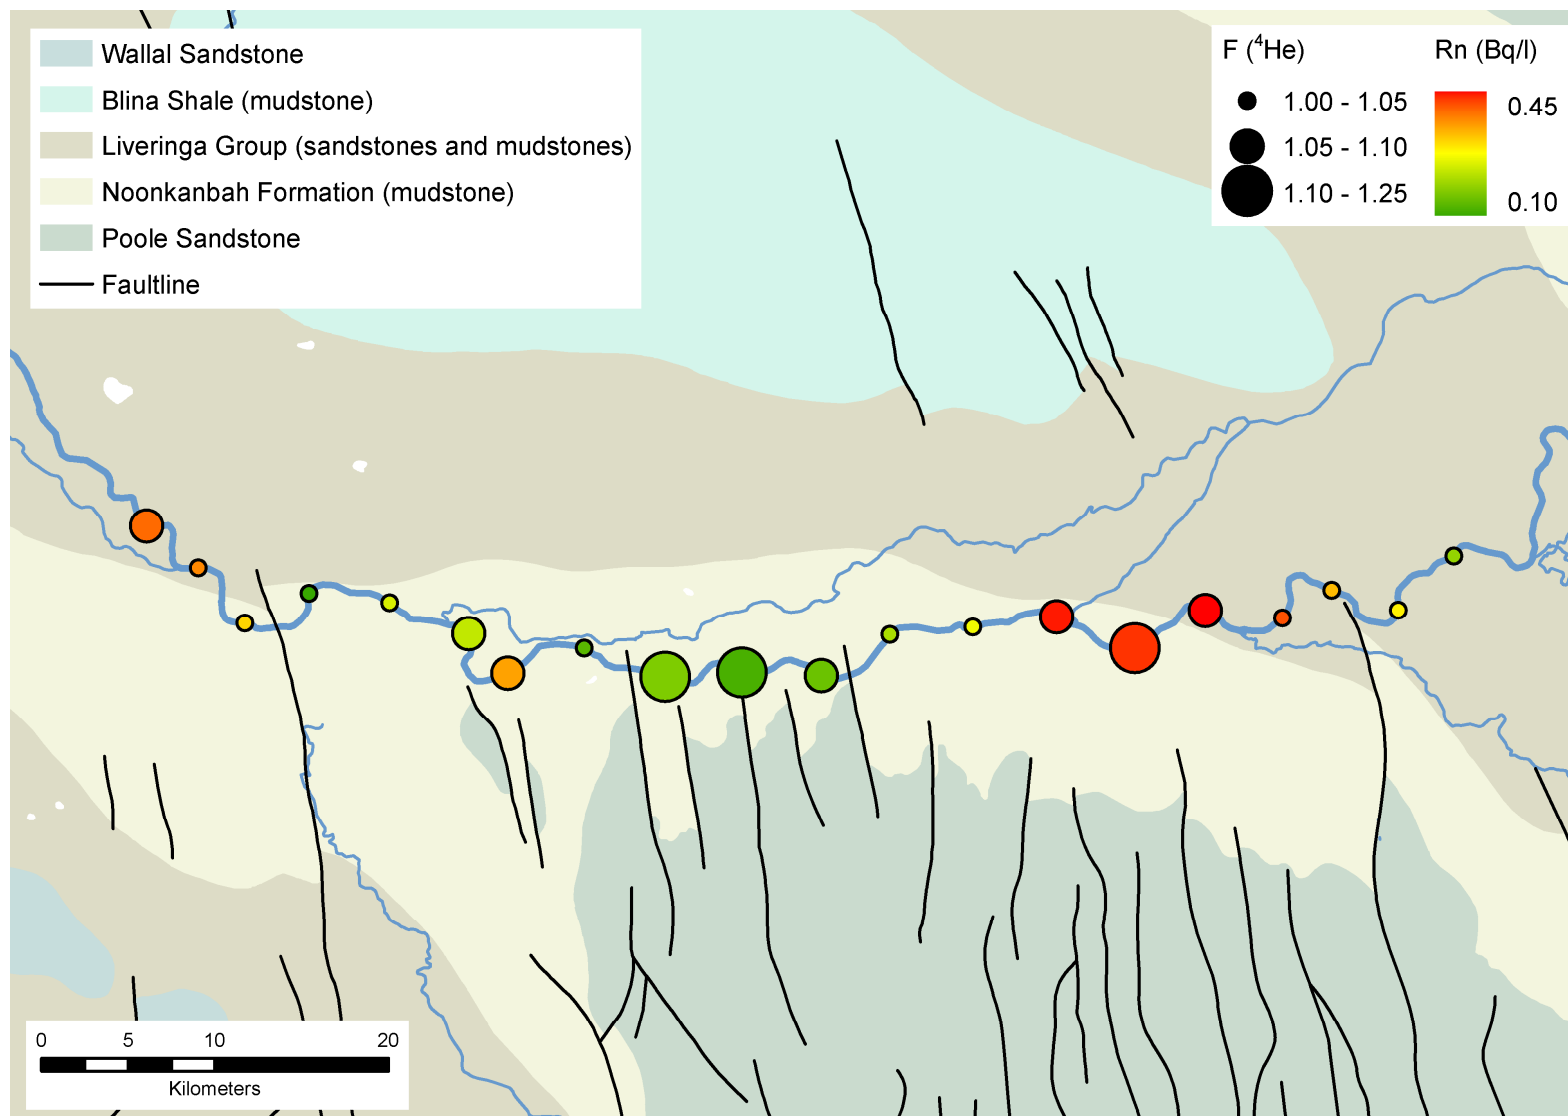 Wallal Sandstone
Blina Shale (mudstone)
Liveringa Group (sandstones and mudstones)
Noonkanbah Formation (mudstone)
Poole Sandstone
Faultline
F (⁴He)
1.00 - 1.05
1.05 - 1.10
1.10 - 1.25
Rn (Bq/l)
0.45
0.10
0 5 10 20
Kilometers